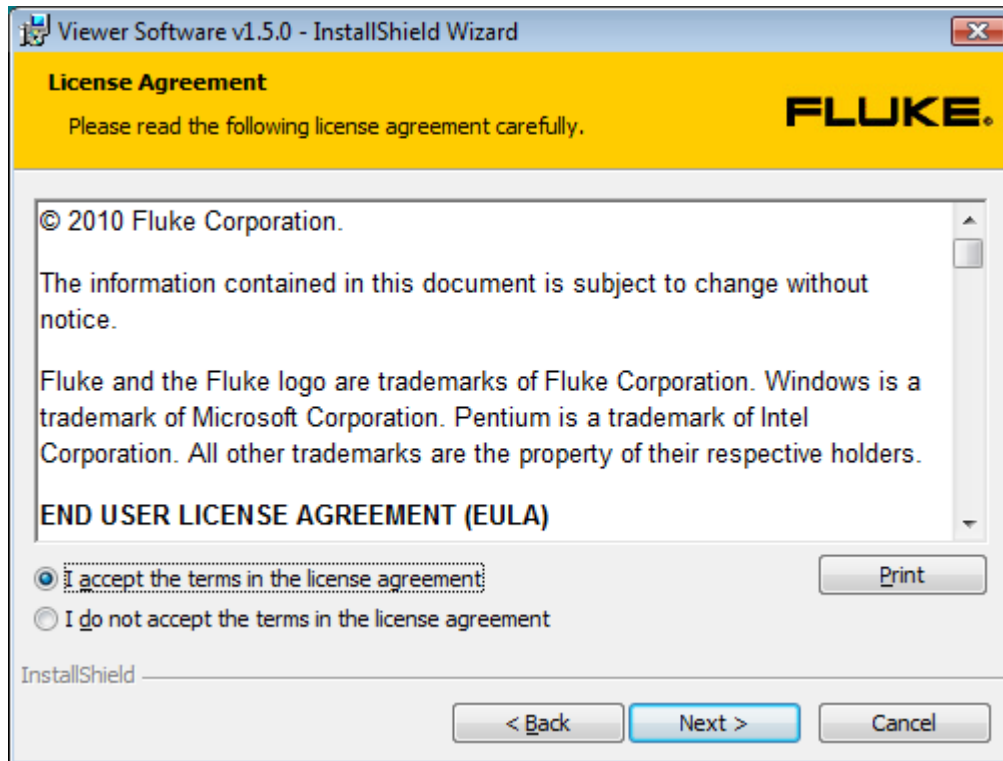 Viewer Software v1.5.0 - InstallShield Wizard
License Agreement
Please read the following license agreement carefully.
FLUKE®
© 2010 Fluke Corporation.
The information contained in this document is subject to change without
notice.
Fluke and the Fluke logo are trademarks of Fluke Corporation. Windows is a
trademark of Microsoft Corporation. Pentium is a trademark of Intel
Corporation. All other trademarks are the property of their respective holders.
END USER LICENSE AGREEMENT (EULA)
I accept the terms in the license agreement
Print
I do not accept the terms in the license agreement
InstallShield
< Back
Next >
Cancel